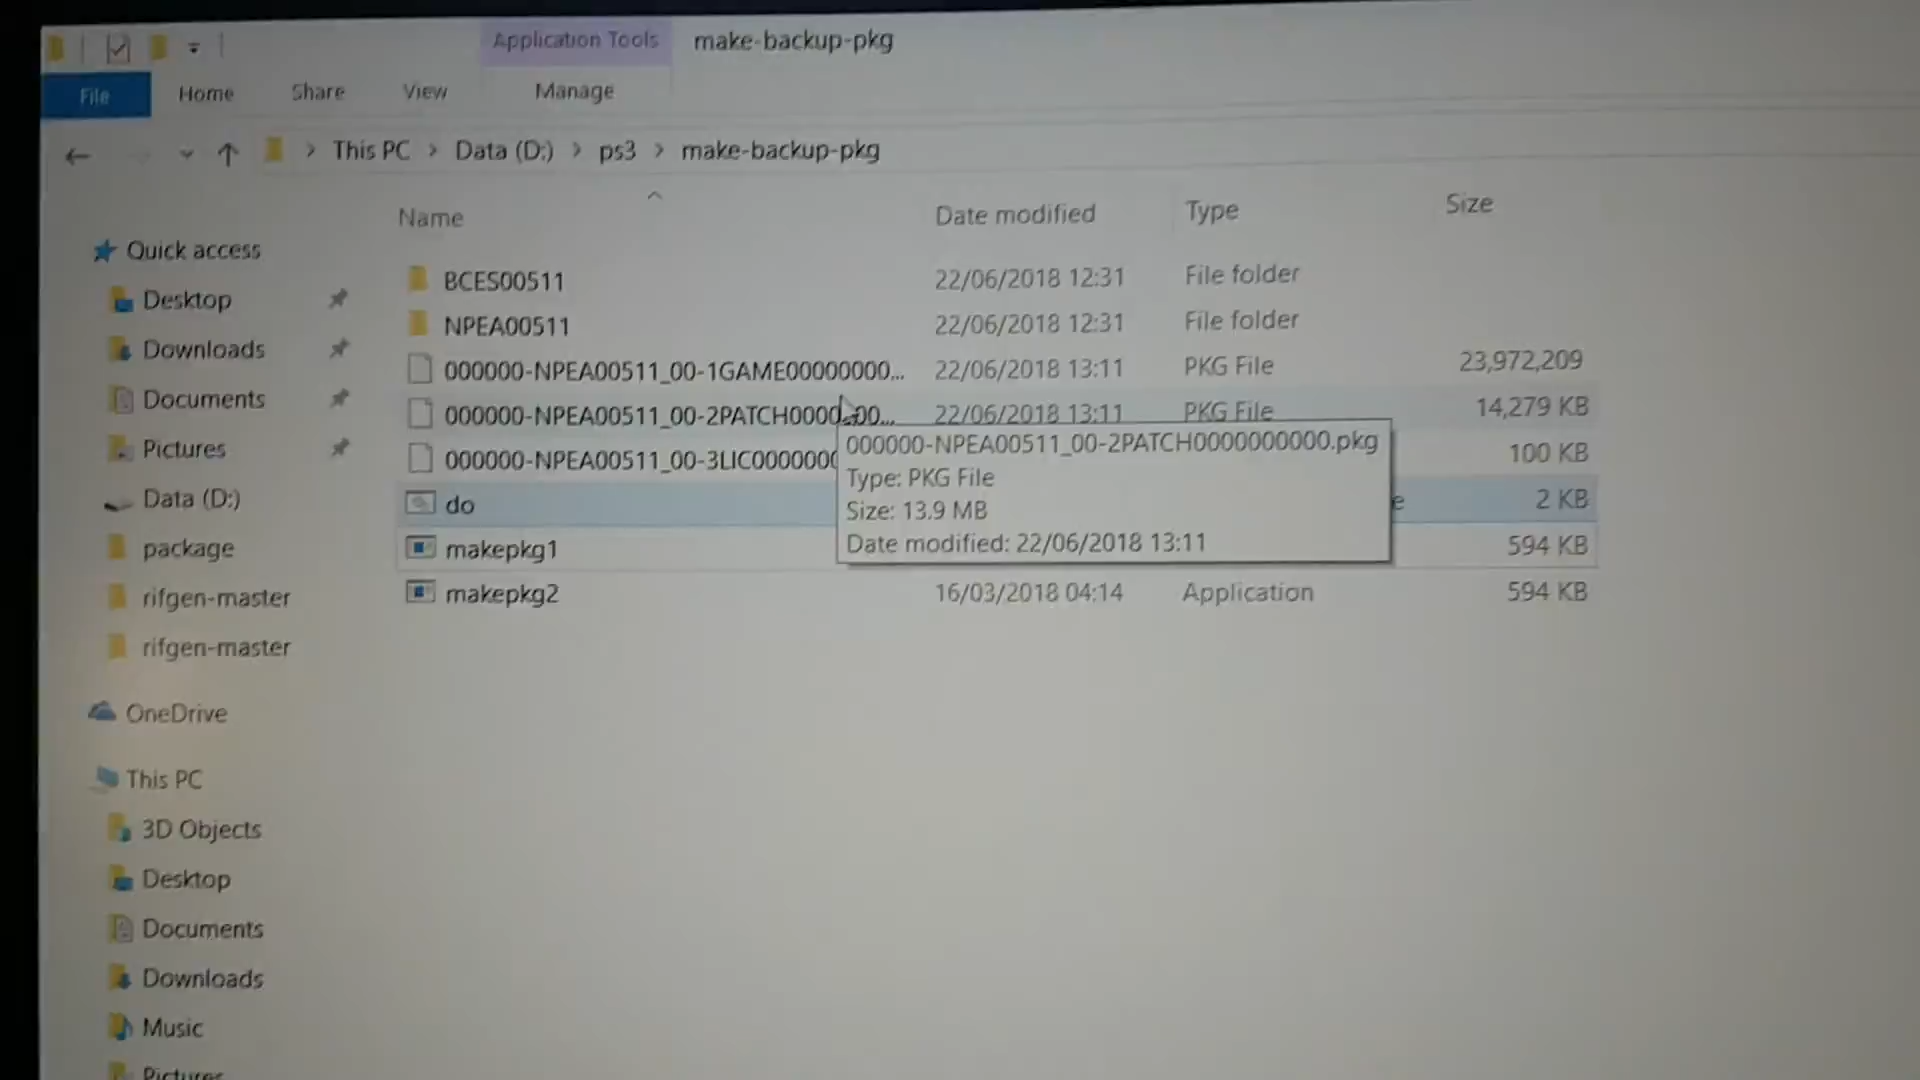 Application Tools make-backup-pkg
File Home Share View Manage
This PC Data (D:) ps3 make-backup-pkg
Name Date modified Type Size
Quick access
Desktop
Downloads
Documents
Pictures
Data (D:)
package
rifgen-master
rifgen-master
OneDrive
This PC
3D Objects
Desktop
Documents
Downloads
Music
Pictures
BCES00511 22/06/2018 12:31 File folder
NPEA00511 22/06/2018 12:31 File folder
000000-NPEA00511_00-1GAME00000000... 22/06/2018 13:11 PKG File 23,972,209
000000-NPEA00511_00-2PATCH0000000... 22/06/2018 13:11 PKG File 14,279 KB
000000-NPEA00511_00-3LIC0000000 100 KB
do e 2 KB
makepkg1 594 KB
makepkg2 16/03/2018 04:14 Application 594 KB
000000-NPEA00511_00-2PATCH0000000000.pkg
Type: PKG File
Size: 13.9 MB
Date modified: 22/06/2018 13:11